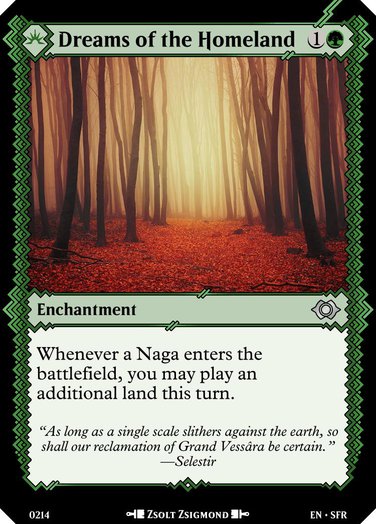 Dreams of the Homeland 1
Enchantment
Whenever a Naga enters the
battlefield, you may play an
additional land this turn.
“As long as a single scale slithers against the earth, so
shall our reclamation of Grand Vessâra be certain.”
—Selestir
0214 Zsolt Zsigmond EN • SFR